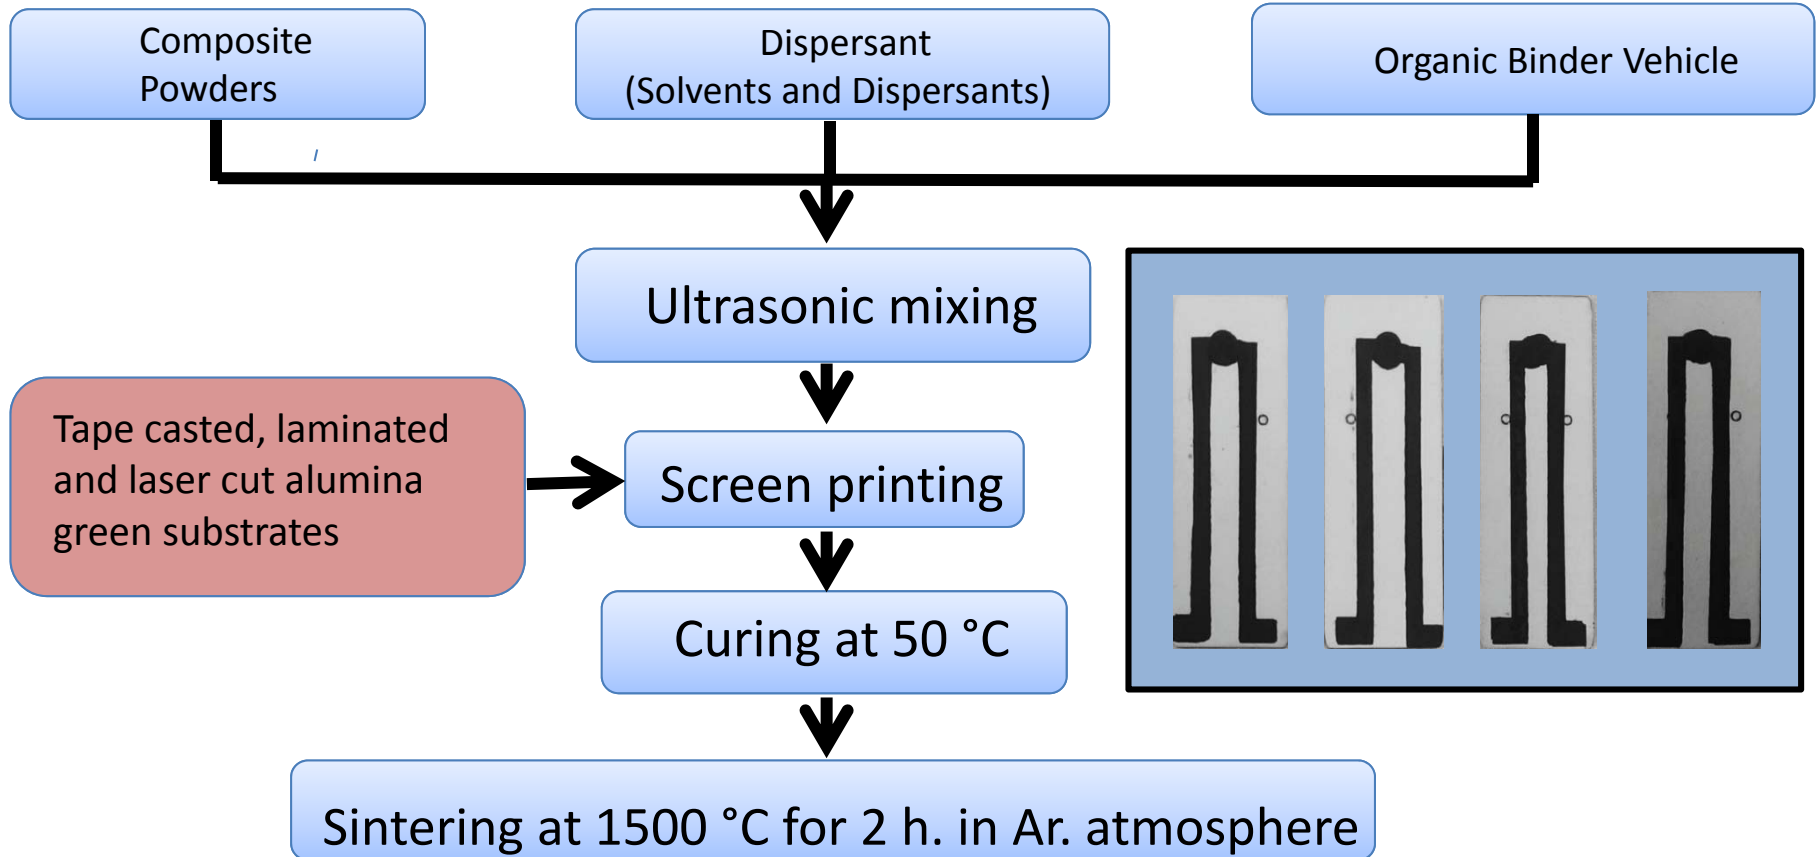 Composite
Powders
Dispersant
(Solvents and Dispersants)
Organic Binder Vehicle
Ultrasonic mixing
Tape casted, laminated
and laser cut alumina
green substrates
Screen printing
Curing at 50 °C
Sintering at 1500 °C for 2 h. in Ar. atmosphere